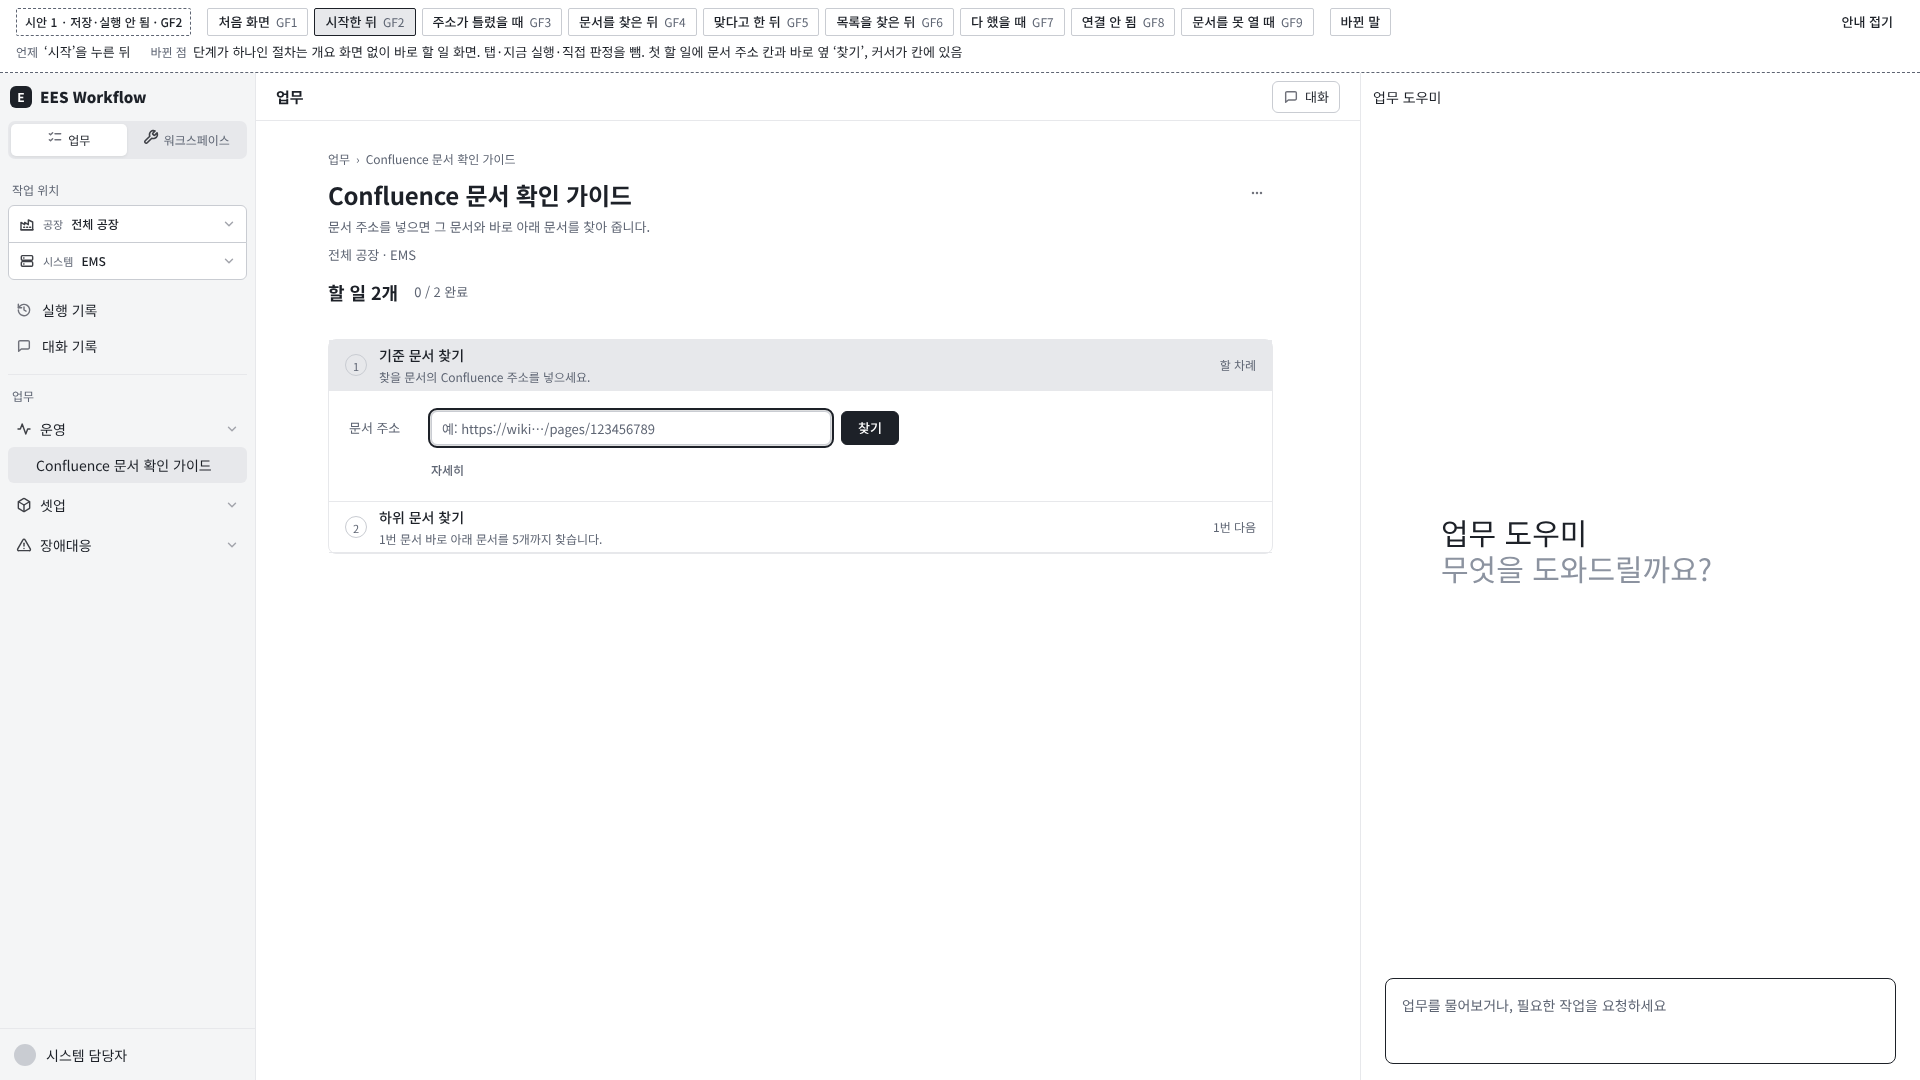 시안 1 · 저장·실행 안 됨 · GF2
처음 화면 GF1
시작한 뒤 GF2
주소가 틀렸을 때 GF3
문서를 찾은 뒤 GF4
맞다고 한 뒤 GF5
목록을 찾은 뒤 GF6
다 했을 때 GF7
연결 안 됨 GF8
문서를 못 열 때 GF9
바뀐 말
안내 접기
언제 ‘시작’을 누른 뒤 바뀐 점 단계가 하나인 절차는 개요 화면 없이 바로 할 일 화면. 탭·지금 실행·직접 판정을 뺌. 첫 할 일에 문서 주소 칸과 바로 옆 ‘찾기’, 커서가 칸에 있음
E EES Workflow
업무
워크스페이스
작업 위치
공장 전체 공장
시스템 EMS
실행 기록
대화 기록
업무
운영
Confluence 문서 확인 가이드
셋업
장애대응
시스템 담당자
업무
대화
업무 › Confluence 문서 확인 가이드
Confluence 문서 확인 가이드
···
문서 주소를 넣으면 그 문서와 바로 아래 문서를 찾아 줍니다.
전체 공장 · EMS
할 일 2개 0 / 2 완료
1 기준 문서 찾기
찾을 문서의 Confluence 주소를 넣으세요.
할 차례
문서 주소
예: https://wiki···/pages/123456789
찾기
자세히
2 하위 문서 찾기
1번 문서 바로 아래 문서를 5개까지 찾습니다.
1번 다음
업무 도우미
업무 도우미
무엇을 도와드릴까요?
업무를 물어보거나, 필요한 작업을 요청하세요